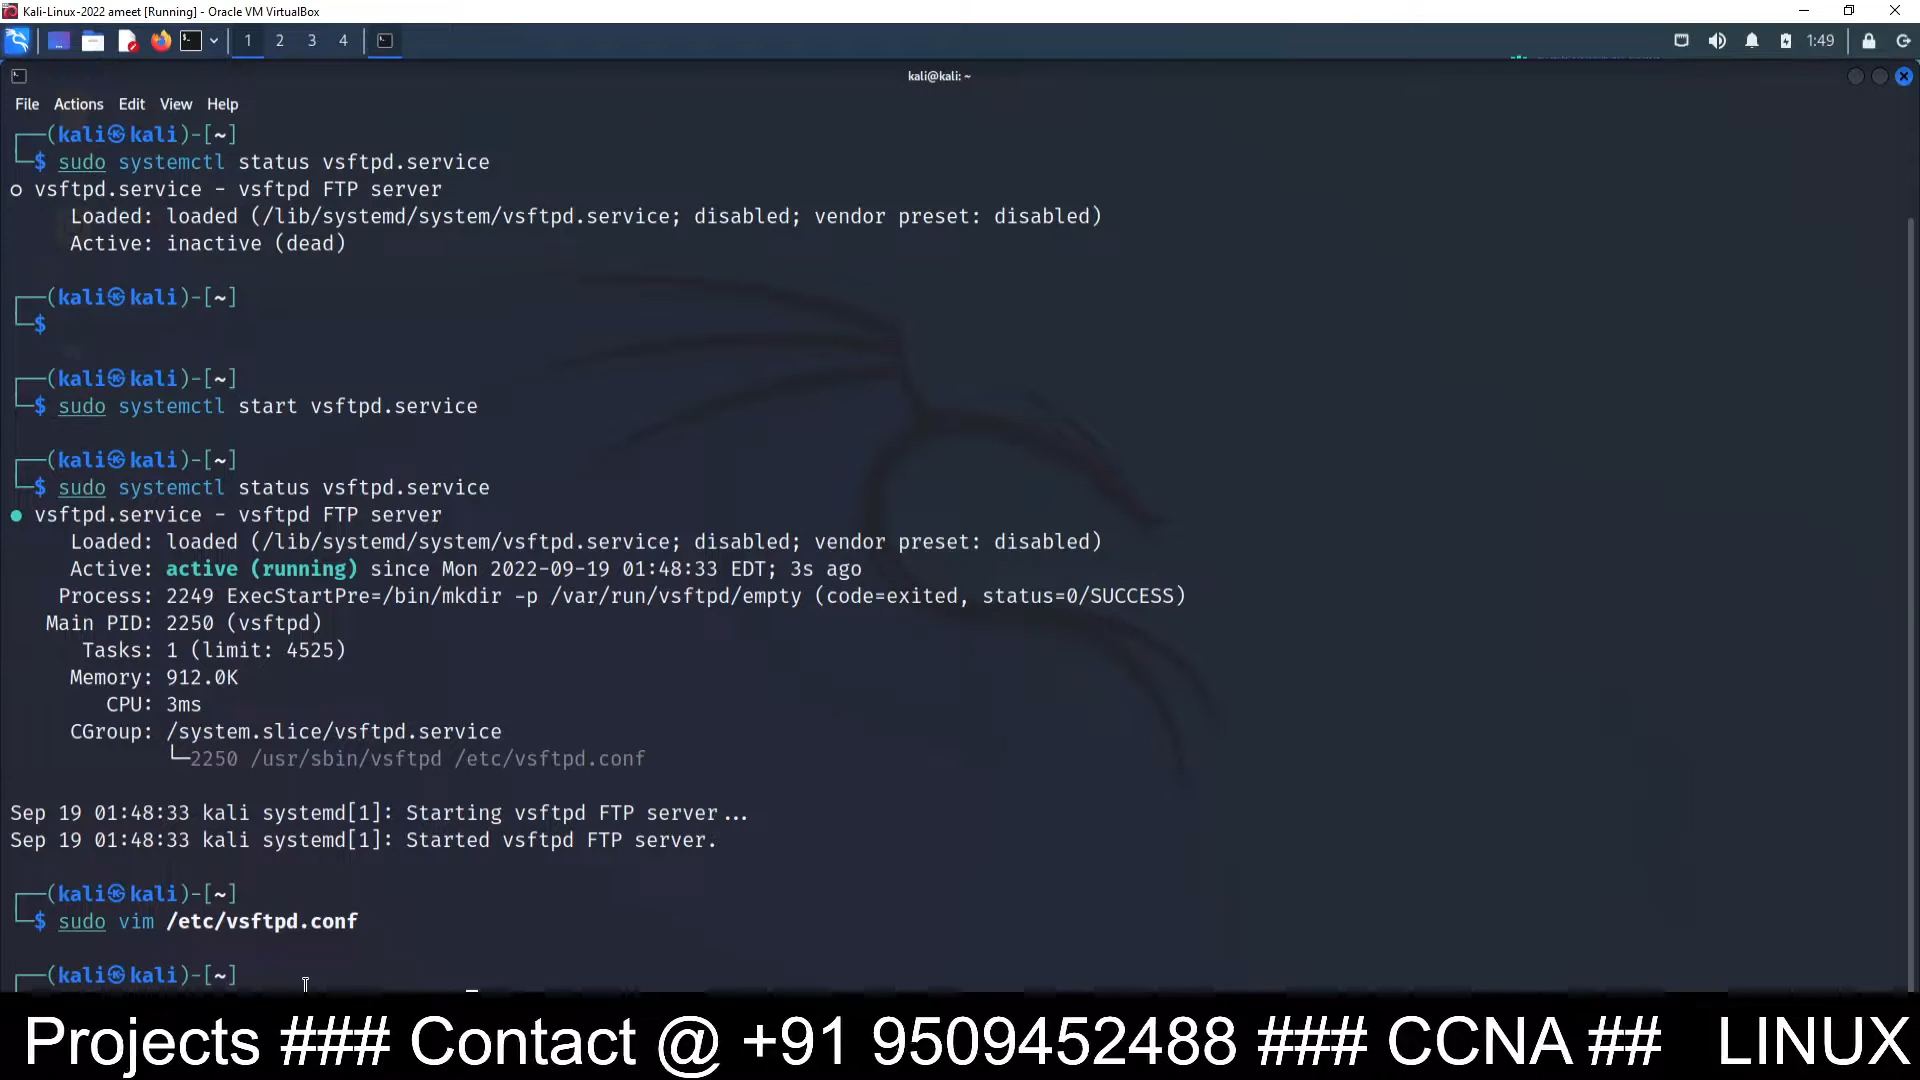 Kali-Linux-2022 ameet [Running] - Oracle VM VirtualBox
1 2 3 4 1:49
kali@kali: ~
File Actions Edit View Help
┌──(kali㉿kali)-[~]
└─$ sudo systemctl status vsftpd.service
○ vsftpd.service - vsftpd FTP server
Loaded: loaded (/lib/systemd/system/vsftpd.service; disabled; vendor preset: disabled)
Active: inactive (dead)
┌──(kali㉿kali)-[~]
└─$
┌──(kali㉿kali)-[~]
└─$ sudo systemctl start vsftpd.service
┌──(kali㉿kali)-[~]
└─$ sudo systemctl status vsftpd.service
● vsftpd.service - vsftpd FTP server
Loaded: loaded (/lib/systemd/system/vsftpd.service; disabled; vendor preset: disabled)
Active: active (running) since Mon 2022-09-19 01:48:33 EDT; 3s ago
Process: 2249 ExecStartPre=/bin/mkdir -p /var/run/vsftpd/empty (code=exited, status=0/SUCCESS)
Main PID: 2250 (vsftpd)
Tasks: 1 (limit: 4525)
Memory: 912.0K
CPU: 3ms
CGroup: /system.slice/vsftpd.service
└─2250 /usr/sbin/vsftpd /etc/vsftpd.conf
Sep 19 01:48:33 kali systemd[1]: Starting vsftpd FTP server...
Sep 19 01:48:33 kali systemd[1]: Started vsftpd FTP server.
┌──(kali㉿kali)-[~]
└─$ sudo vim /etc/vsftpd.conf
┌──(kali㉿kali)-[~]
Projects ### Contact @ +91 9509452488 ### CCNA ## LINUX